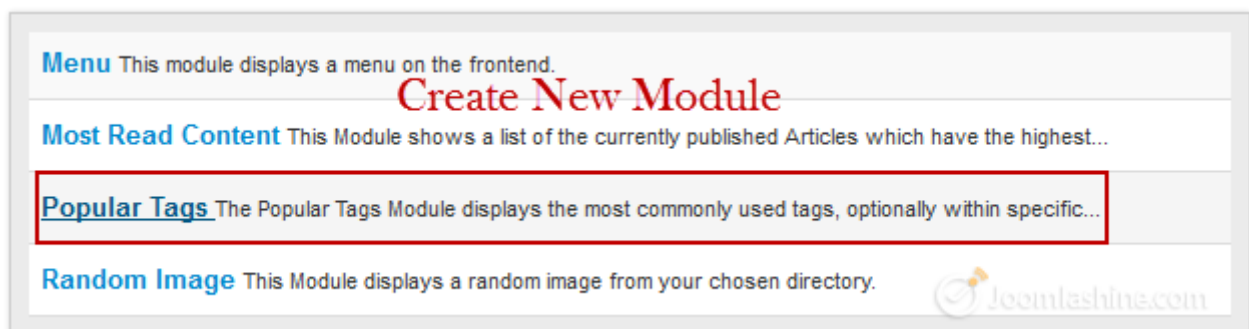 Menu This module displays a menu on the frontend.
Create New Module
Most Read Content This Module shows a list of the currently published Articles which have the highest...
Popular Tags The Popular Tags Module displays the most commonly used tags, optionally within specific...
Random Image This Module displays a random image from your chosen directory.
Joomlashine.com